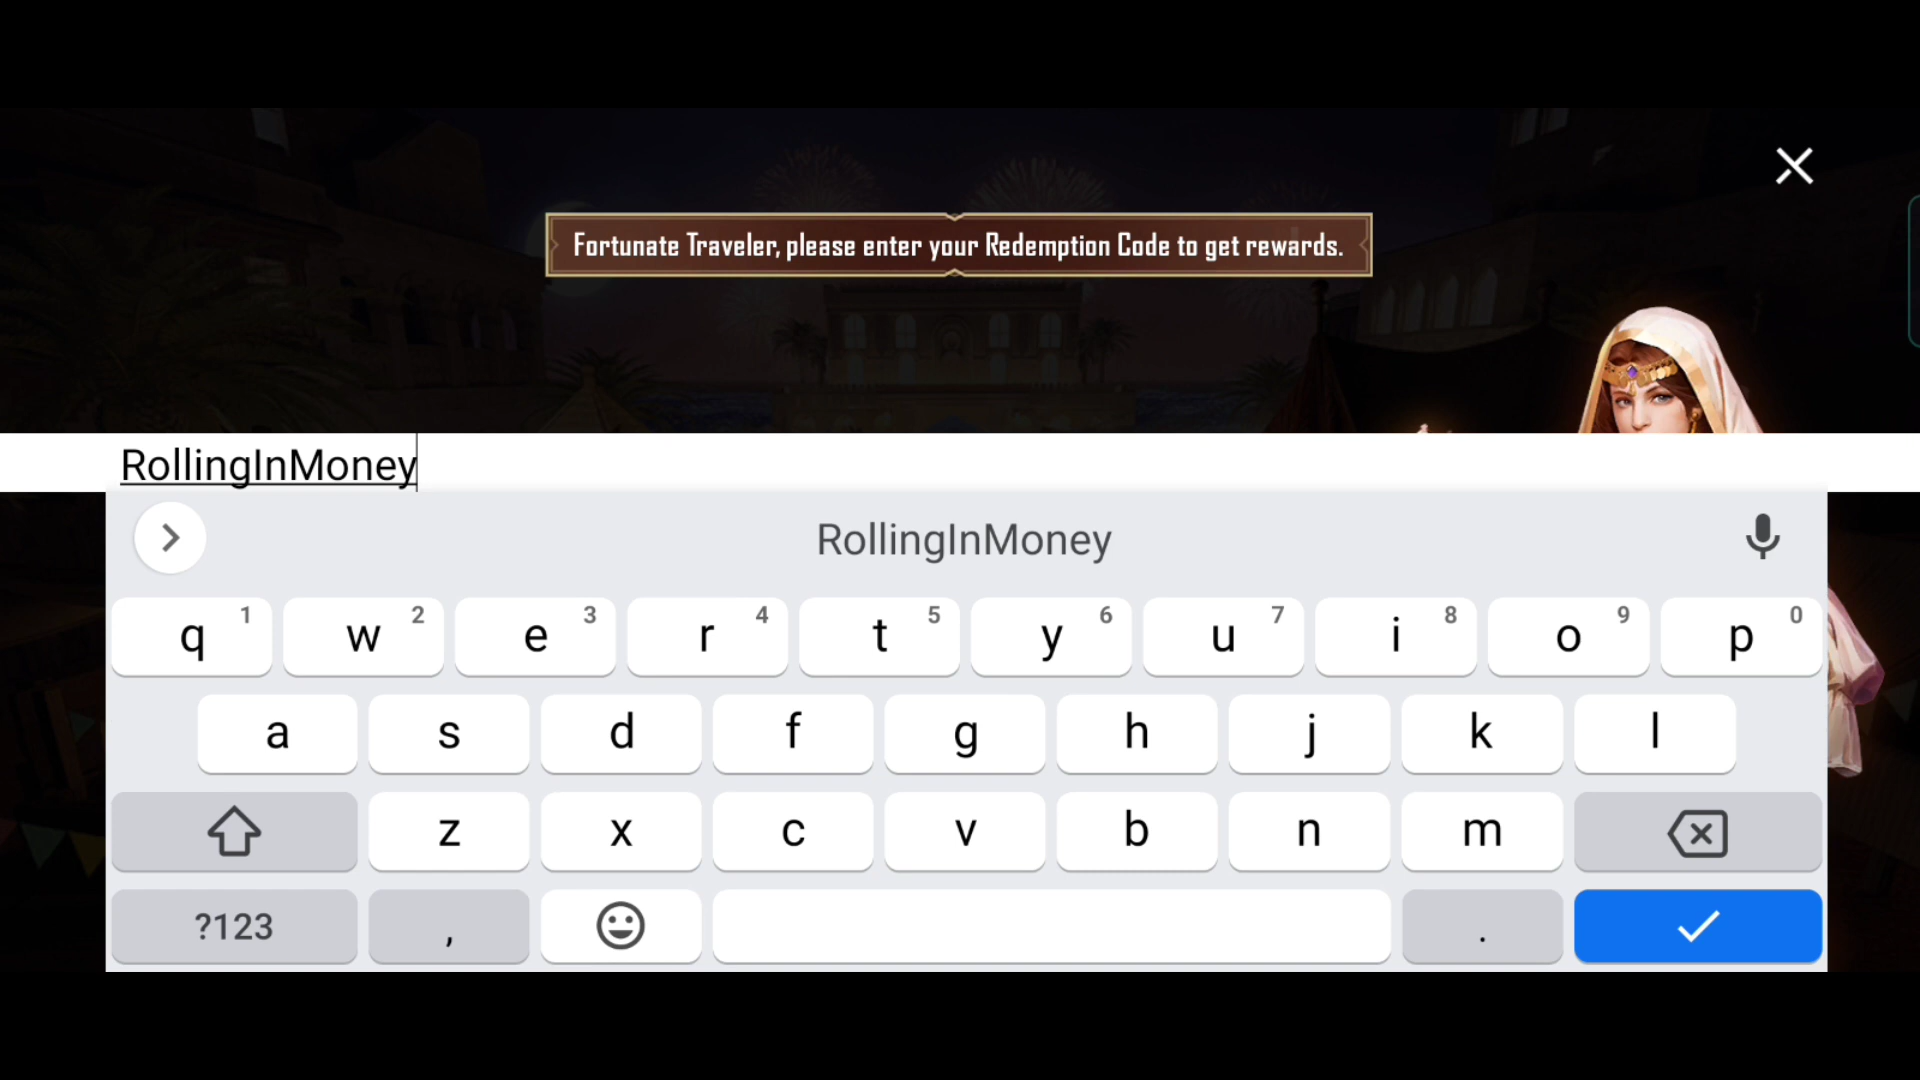 Fortunate Traveler, please enter your Redemption Code to get rewards.
RollingInMoney
RollingInMoney
q 1 w 2 e 3 r 4 t 5 y 6 u 7 i 8 o 9 p 0
a s d f g h j k l
z x c v b n m
?123 , .